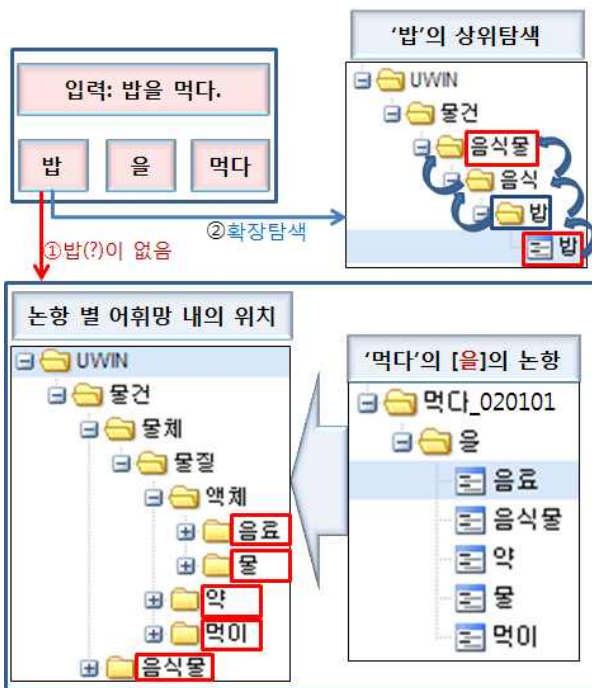 입력: 밥을 먹다.
밥 을 먹다
①밥(?)이 없음
②확장탐색
'밥'의 상위탐색
UWIN
물건
음식물
음식
밥
밥
논항 별 어휘망 내의 위치
UWIN
물건
물체
물질
액체
음료
물
약
먹이
음식물
'먹다'의 [을]의 논항
먹다_020101
을
음료
음식물
약
물
먹이